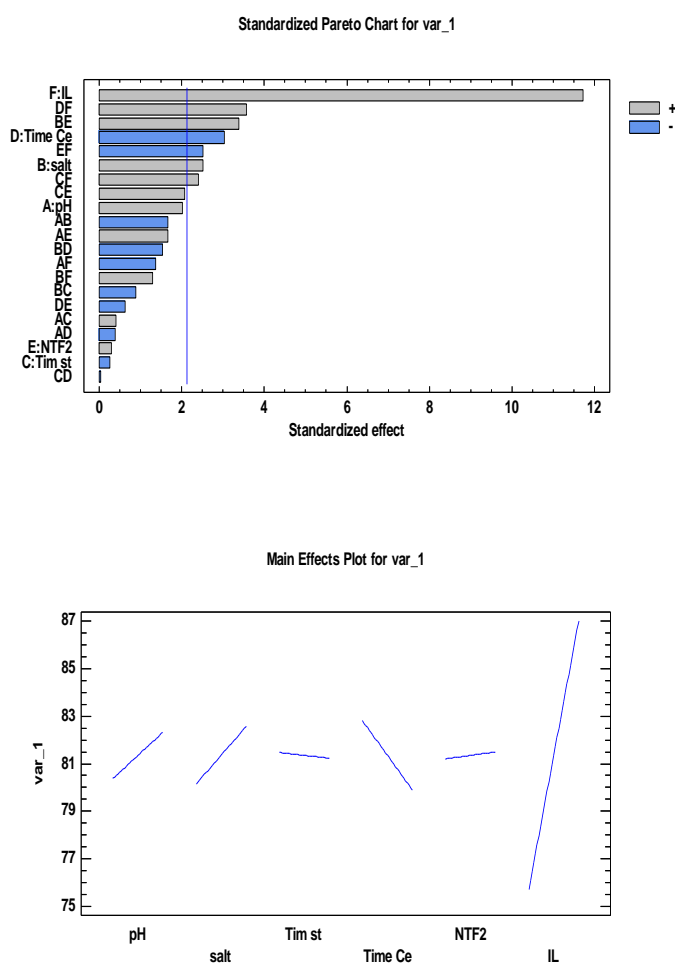 Standardized Pareto Chart for var_1
F:IL
DF
BE
D:Time Ce
EF
B:salt
CF
CE
A:pH
AB
AE
BD
AF
BF
BC
DE
AC
AD
E:NTF2
C:Tim st
CD
+
-
0 2 4 6 8 10 12
Standardized effect
Main Effects Plot for var_1
87
85
83
81
79
77
75
var_1
pH salt Tim st Time Ce NTF2 IL